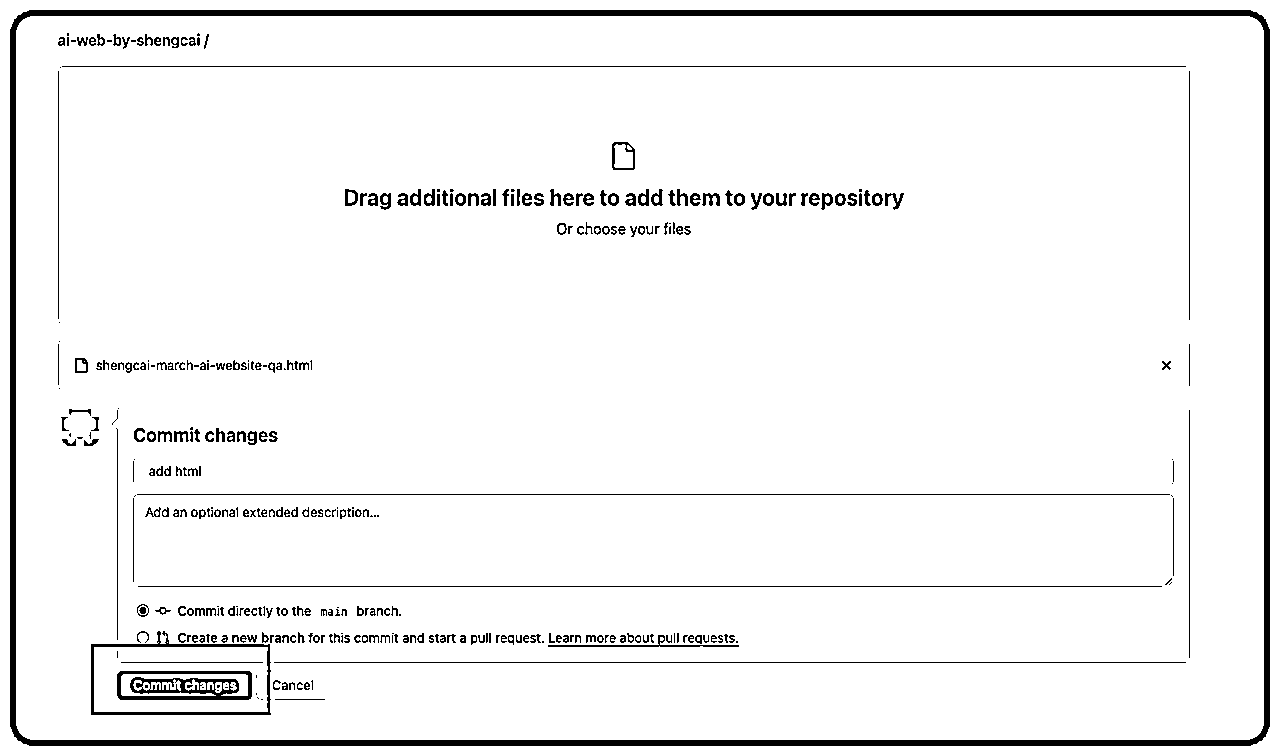 ai-web-by-shengcai /
Drag additional files here to add them to your repository
Or choose your files
shengcai-march-ai-website-qa.html
Commit changes
add html
Add an optional extended description...
Commit directly to the main branch.
Create a new branch for this commit and start a pull request. Learn more about pull requests.
Commit changes Cancel